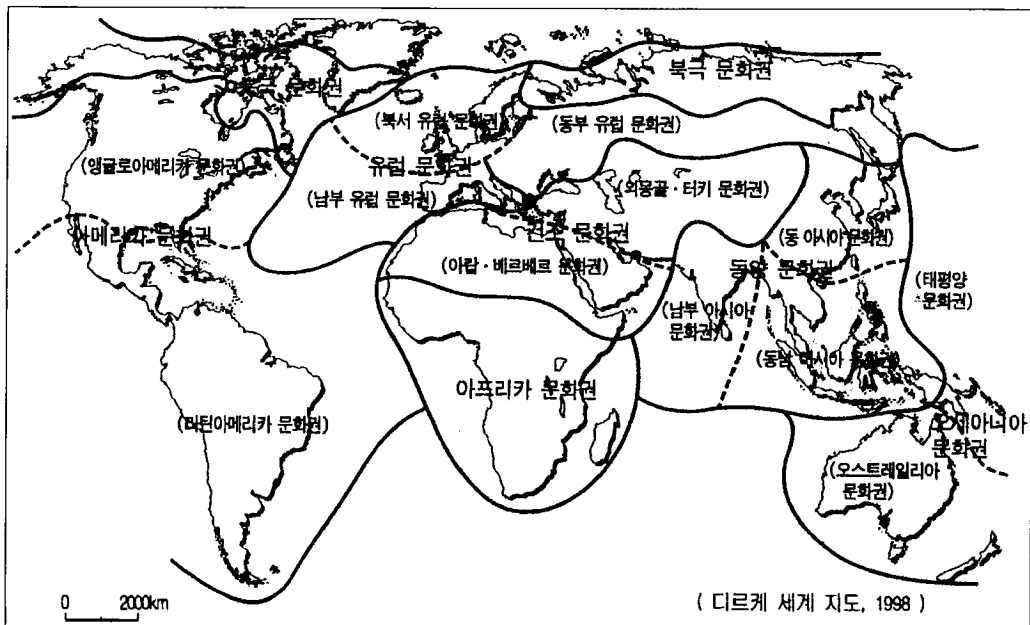 북극 문화권
문화권
(북서 유럽 문화권)
(동부 유럽 문화권)
(앵글로아메리카 문화권)
유럽 문화권
(외몽골·터키 문화권)
(남부 유럽 문화권)
아메리카 문화권
건조 문화권
(동 아시아 문화권)
(아랍·베르베르 문화권)
동양 문화권
(태평양
문화권)
(남부 아시아
문화권)
(동남 아시아 문화권)
아프리카 문화권
(라틴아메리카 문화권)
오세아니아
문화권
(오스트레일리아
문화권)
0 2000km
( 디르케 세계 지도, 1998 )